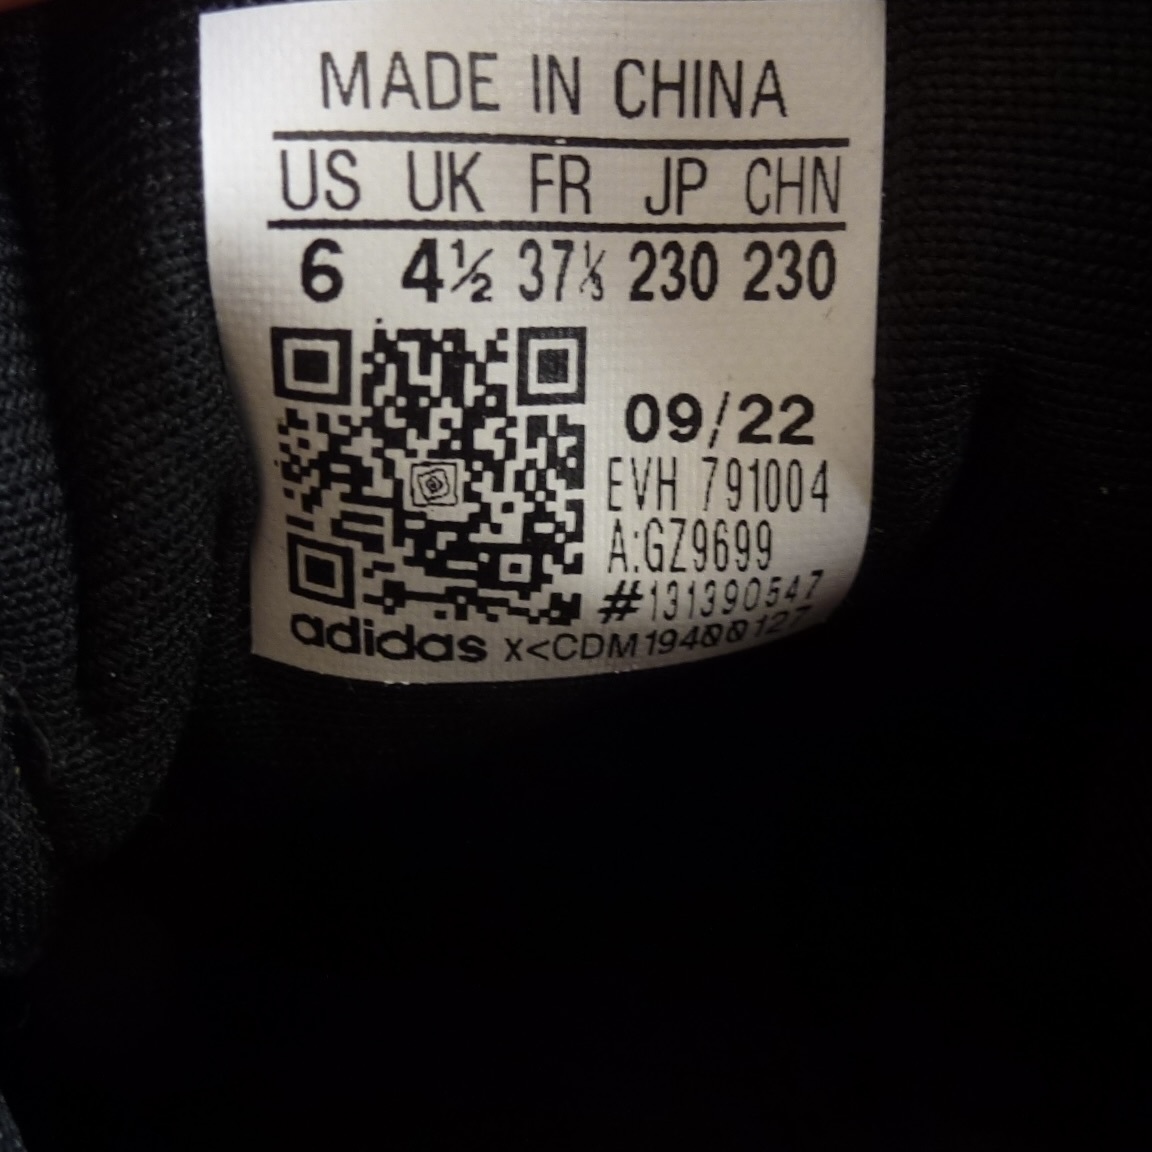 MADE IN CHINA
US UK FR JP CHN
6 4½ 37⅓ 230 230
09/22
EVH 791004
A:GZ9699
#131390547
adidas X<CDM19400127